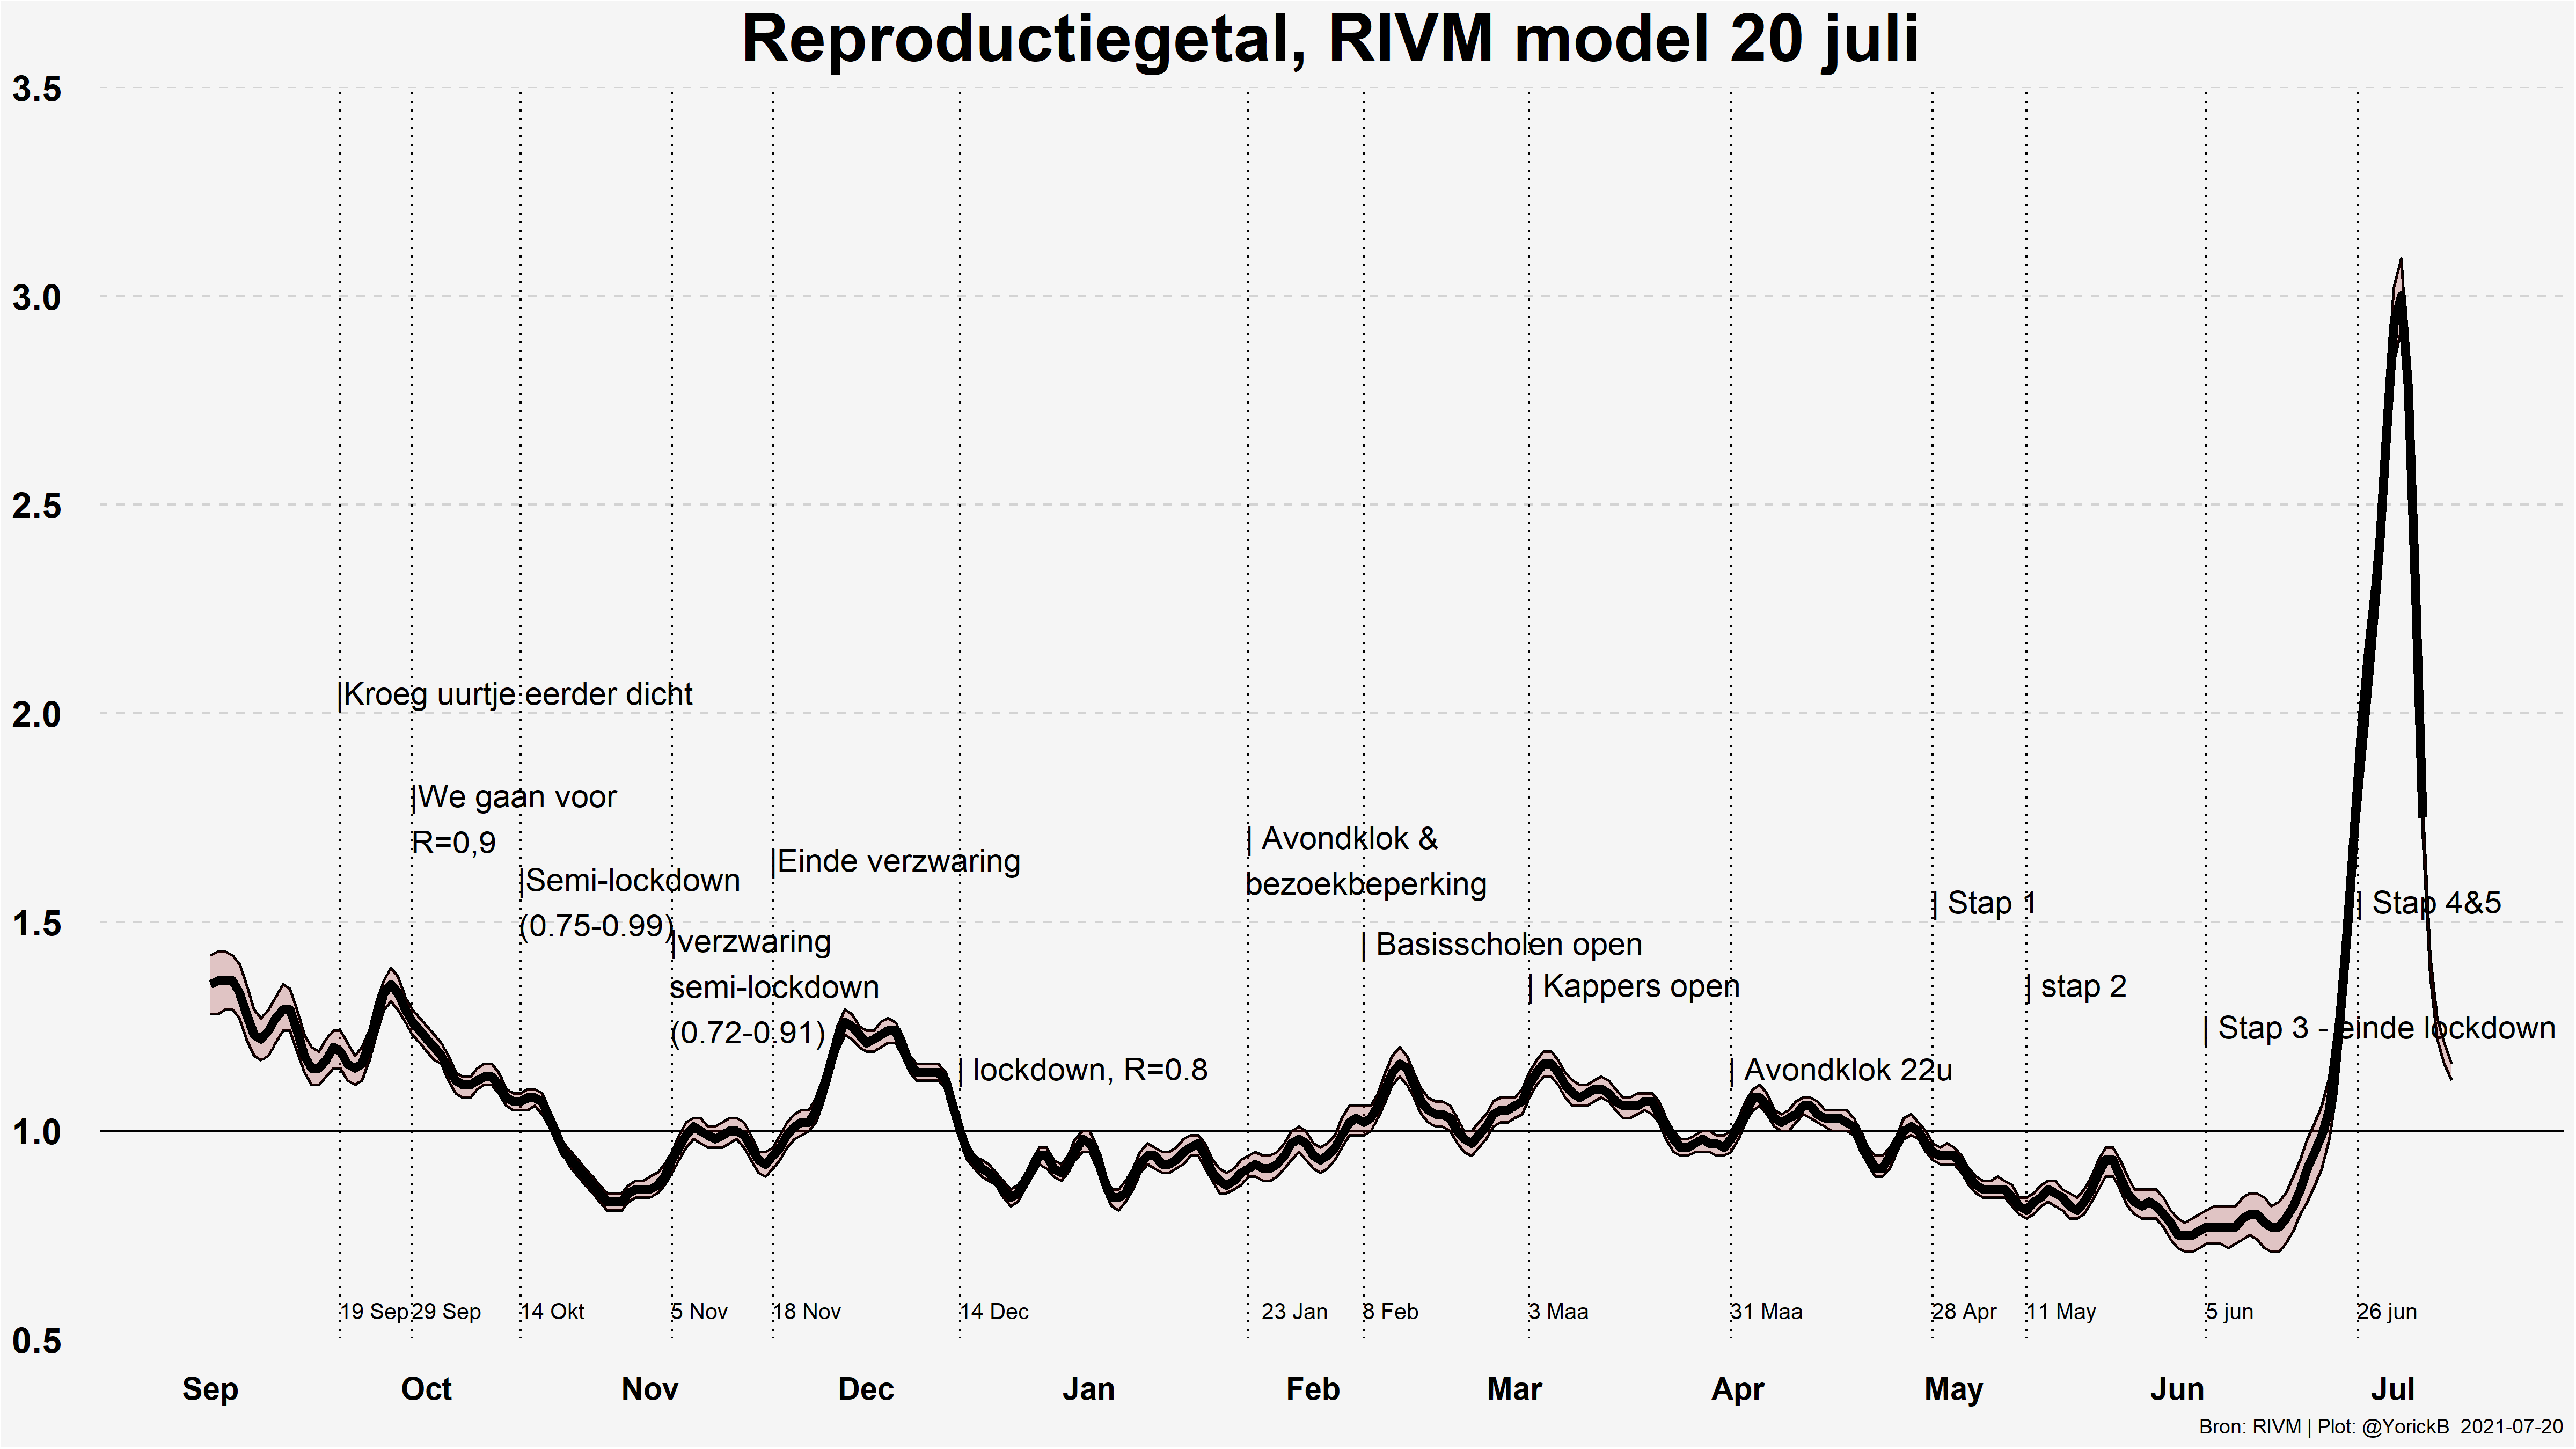 Reproductiegetal, RIVM model 20 juli
3.5
3.0
2.5
2.0
1.5
1.0
0.5
|Kroeg uurtje eerder dicht
|We gaan voor
R=0,9
|Semi-lockdown
(0.75-0.99)
|verzwaring
semi-lockdown
(0.72-0.91)
|Einde verzwaring
| lockdown, R=0.8
| Avondklok &
bezoekbeperking
| Basisscholen open
| Kappers open
| Avondklok 22u
| Stap 1
| stap 2
| Stap 3 - einde lockdown
| Stap 4&5
19 Sep 29 Sep 14 Okt 5 Nov 18 Nov 14 Dec 23 Jan 8 Feb 3 Maa 31 Maa 28 Apr 11 May 5 jun 26 jun
Sep Oct Nov Dec Jan Feb Mar Apr May Jun Jul
Bron: RIVM | Plot: @YorickB 2021-07-20